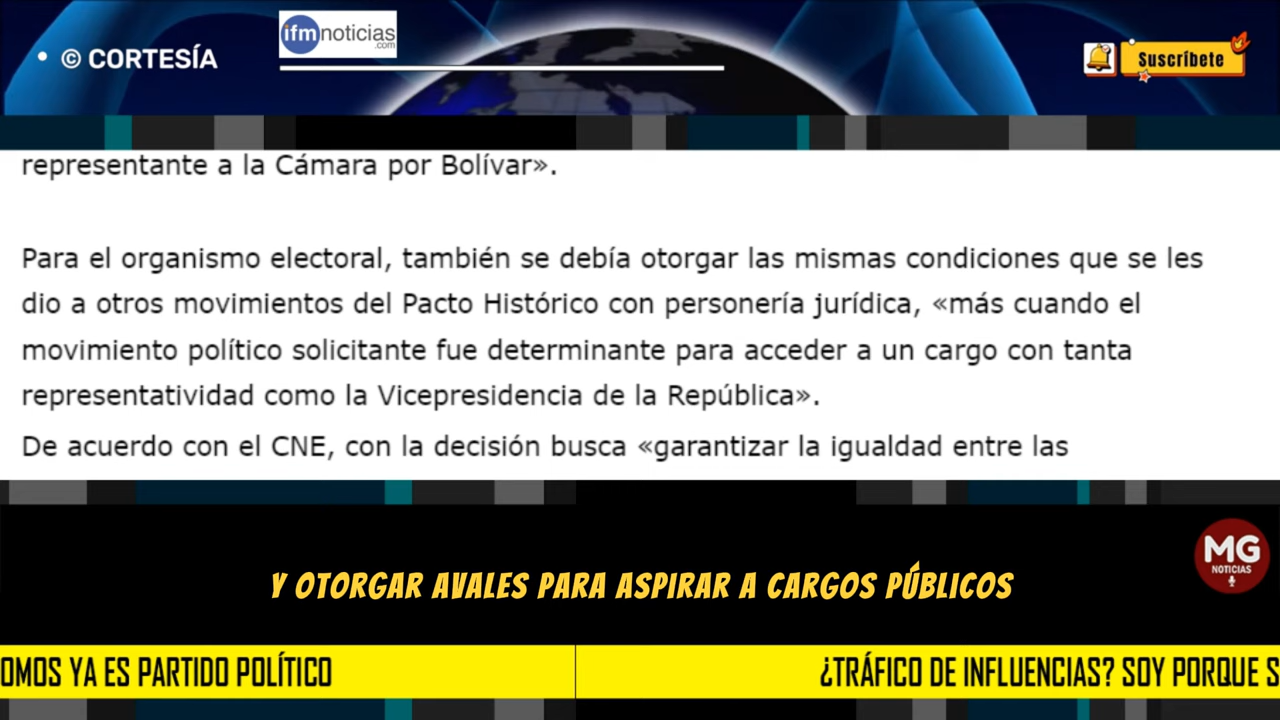 © CORTESÍA
ifmnoticias
.com
Suscríbete
representante a la Cámara por Bolívar».
Para el organismo electoral, también se debía otorgar las mismas condiciones que se les
dio a otros movimientos del Pacto Histórico con personería jurídica, «más cuando el
movimiento político solicitante fue determinante para acceder a un cargo con tanta
representatividad como la Vicepresidencia de la República».
De acuerdo con el CNE, con la decisión busca «garantizar la igualdad entre las
MG
NOTICIAS
Y OTORGAR AVALES PARA ASPIRAR A CARGOS PÚBLICOS
OMOS YA ES PARTIDO POLÍTICO
¿TRÁFICO DE INFLUENCIAS? SOY PORQUE S